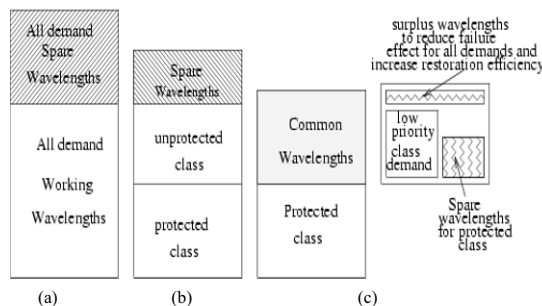 All demand
Spare
Wavelengths
All demand
Working
Wavelengths
(a)
Spare
Wavelengths
unprotected
class
protected
class
(b)
Common
Wavelengths
Protected
class
surplus wavelengths
to reduce failure
effect for all demands and
increase restoration efficiency
low
priority
class
demand
Spare
wavelengths
for protected
class
(c)